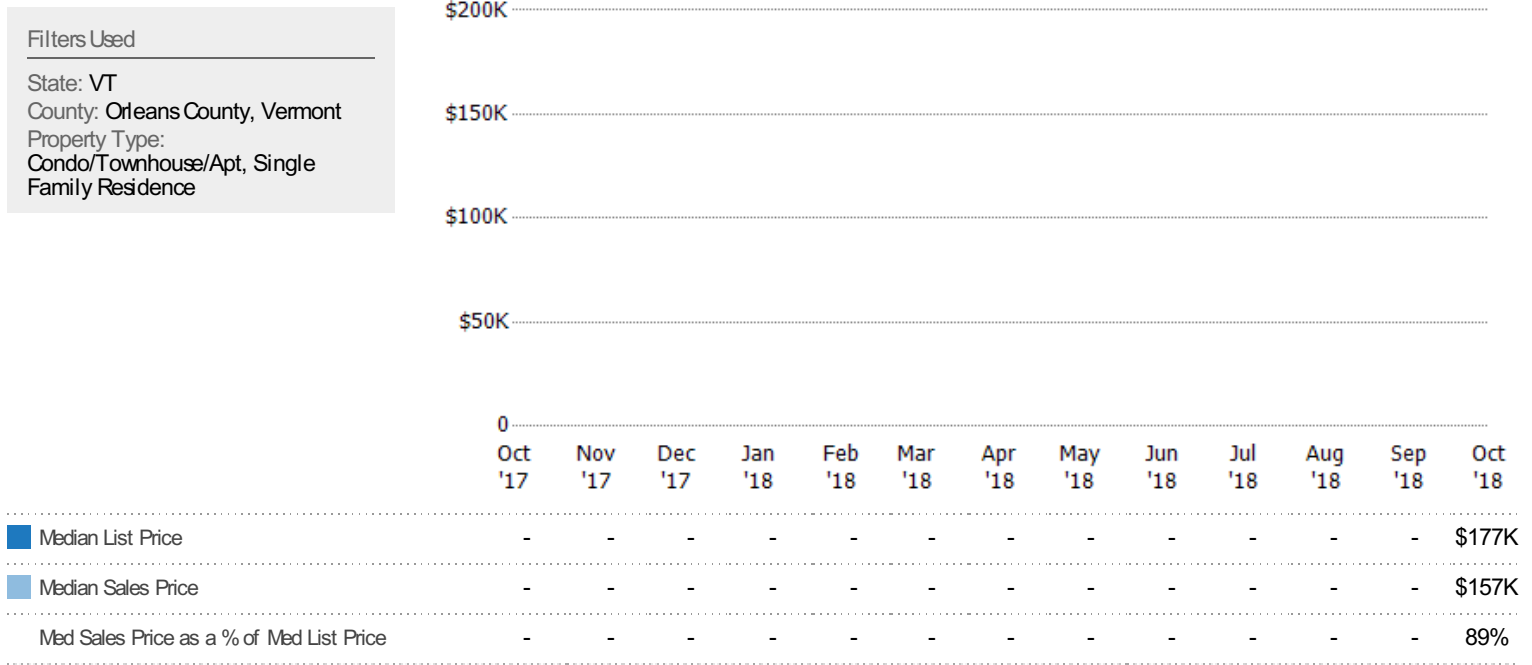 Filters Used
State: VT
County: Orleans County, Vermont
Property Type:
Condo/Townhouse/Apt, Single
Family Residence
$200K
$150K
$100K
$50K
0
Oct Nov Dec Jan Feb Mar Apr May Jun Jul Aug Sep Oct
'17 '17 '17 '18 '18 '18 '18 '18 '18 '18 '18 '18 '18
Median List Price - - - - - - - - - - - - $177K
Median Sales Price - - - - - - - - - - - - $157K
Med Sales Price as a % of Med List Price - - - - - - - - - - - - 89%